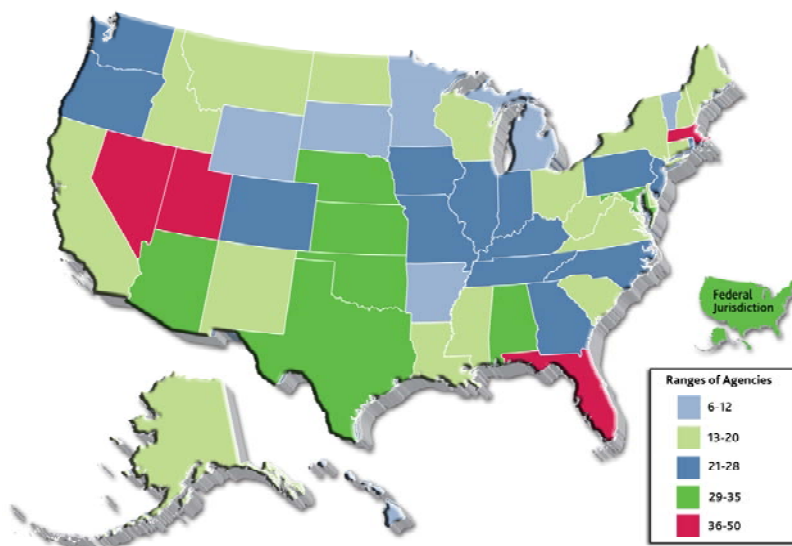 Federal
Jurisdiction
Ranges of Agencies
6-12
13-20
21-28
29-35
36-50